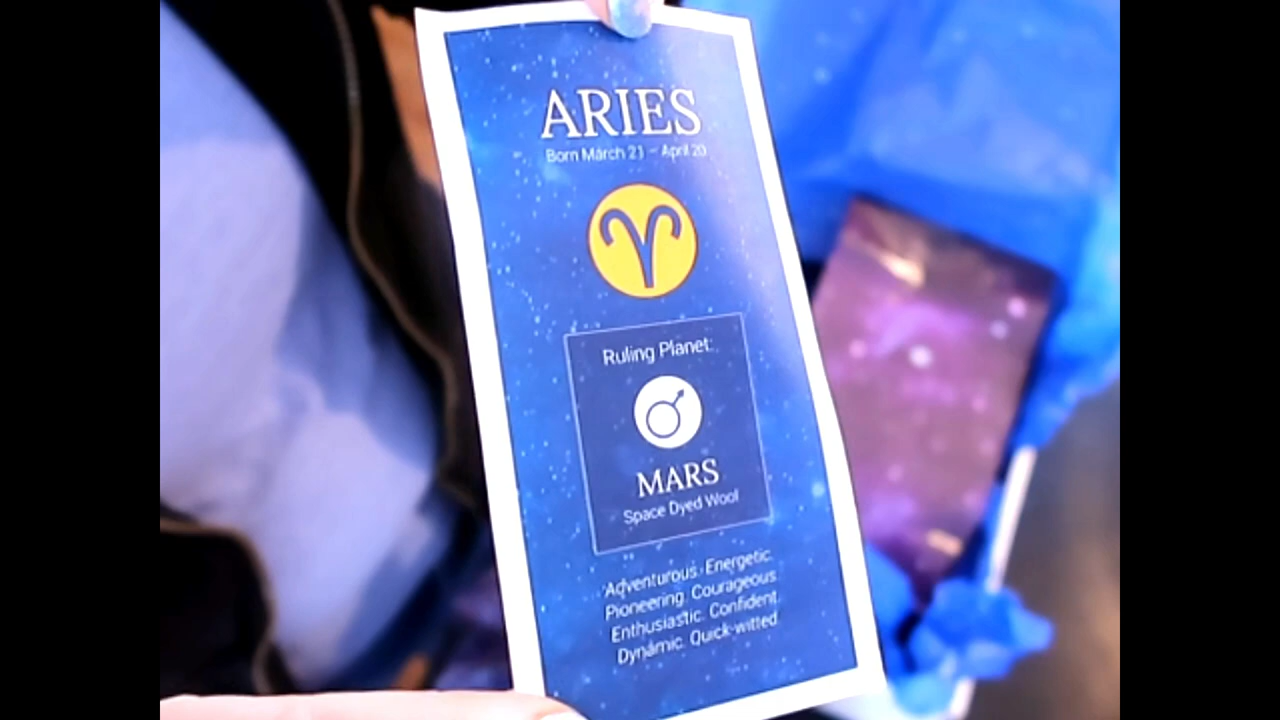 ARIES
Born March 21 – April 20
Ruling Planet:
MARS
Space Dyed Wool
Adventurous. Energetic.
Pioneering. Courageous
Enthusiastic. Confident.
Dynamic. Quick-witted.